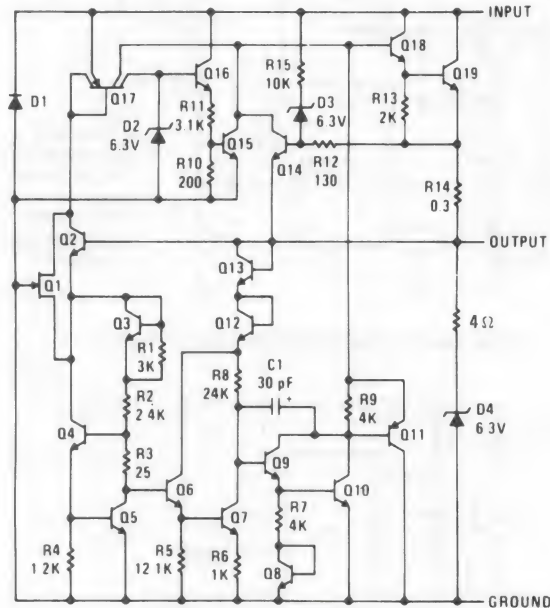 INPUT
Q18
R15
10K
Q16
Q19
D1
Q17
R11
3.1K
D2
6.3V
D3
6.3V
R13
2K
Q15
R10
200
Q14
R12
130
R14
0.3
Q2
OUTPUT
Q13
Q1
Q3
Q12
R1
3K
4Ω
C1
30 pF
+
R8
24K
R2
2.4K
R9
4K
D4
6.3V
Q4
Q11
R3
25
Q9
Q6
Q10
Q5
Q7
R7
4K
R4
1.2K
R5
12.1K
R6
1K
Q8
GROUND